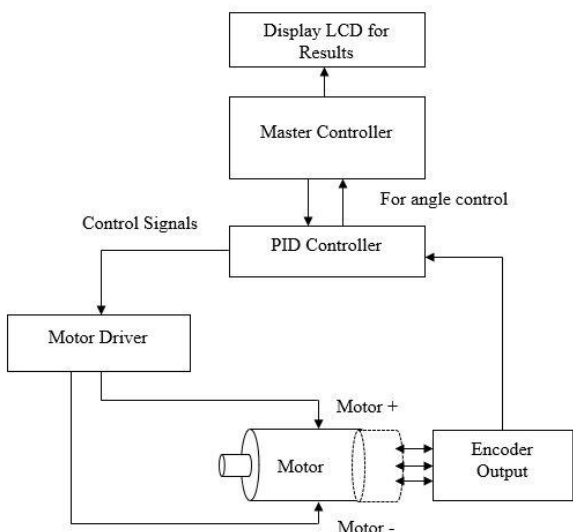 Display LCD for
Results
Master Controller
For angle control
Control Signals
PID Controller
Motor Driver
Motor +
Motor
Encoder
Output
Motor -